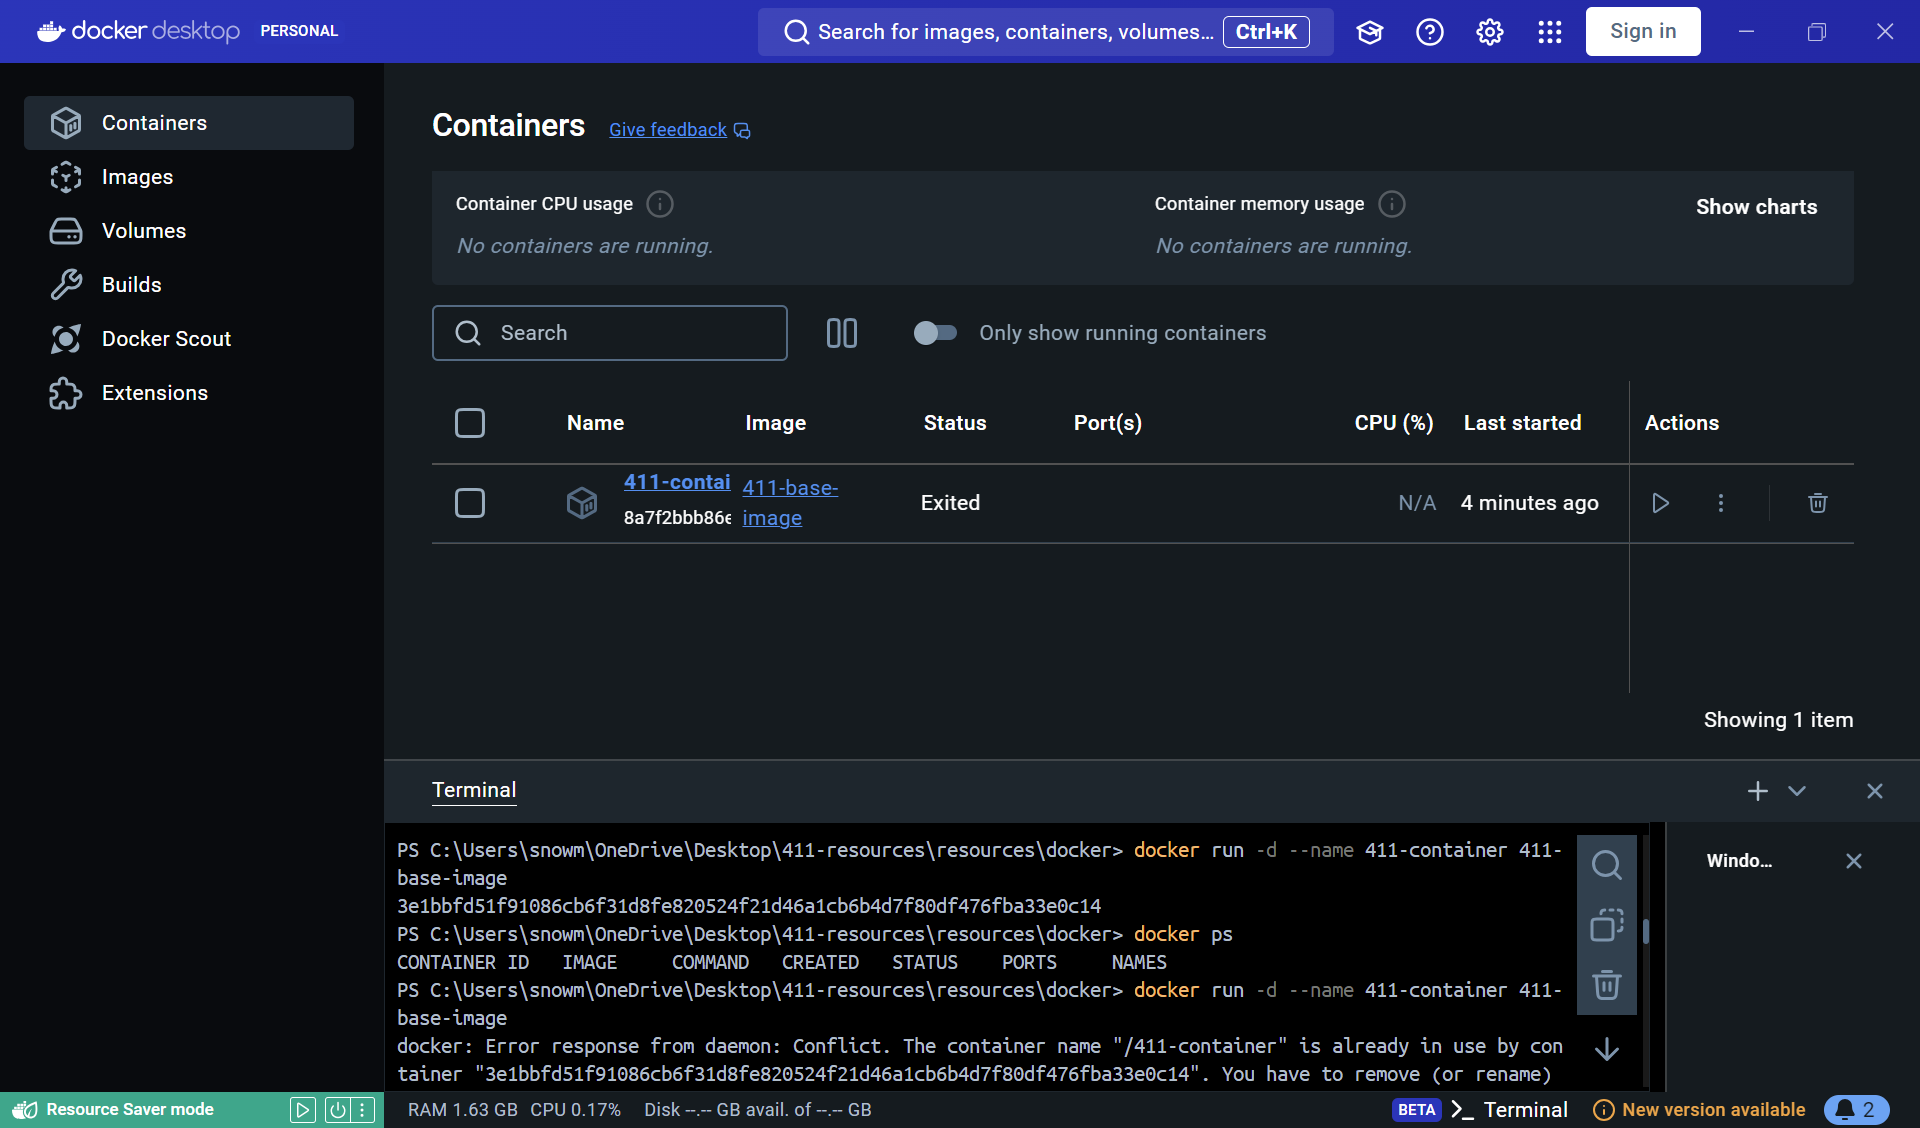 docker desktop PERSONAL
Search for images, containers, volumes... Ctrl+K
Sign in
Containers
Images
Volumes
Builds
Docker Scout
Extensions
Containers Give feedback
Container CPU usage
No containers are running.
Container memory usage
No containers are running.
Show charts
Search
Only show running containers
Name Image Status Port(s) CPU (%) Last started Actions
411-contai 411-base-
8a7f2bbb86e image
Exited N/A 4 minutes ago
Showing 1 item
Terminal
PS C:\Users\snowm\OneDrive\Desktop\411-resources\resources\docker> docker run -d --name 411-container 411-
base-image
3e1bbfd51f91086cb6f31d8fe820524f21d46a1cb6b4d7f80df476fba33e0c14
PS C:\Users\snowm\OneDrive\Desktop\411-resources\resources\docker> docker ps
CONTAINER ID IMAGE COMMAND CREATED STATUS PORTS NAMES
PS C:\Users\snowm\OneDrive\Desktop\411-resources\resources\docker> docker run -d --name 411-container 411-
base-image
docker: Error response from daemon: Conflict. The container name "/411-container" is already in use by con
tainer "3e1bbfd51f91086cb6f31d8fe820524f21d46a1cb6b4d7f80df476fba33e0c14". You have to remove (or rename)
Windo...
Resource Saver mode
RAM 1.63 GB CPU 0.17% Disk --.-- GB avail. of --.-- GB
BETA Terminal
New version available
2